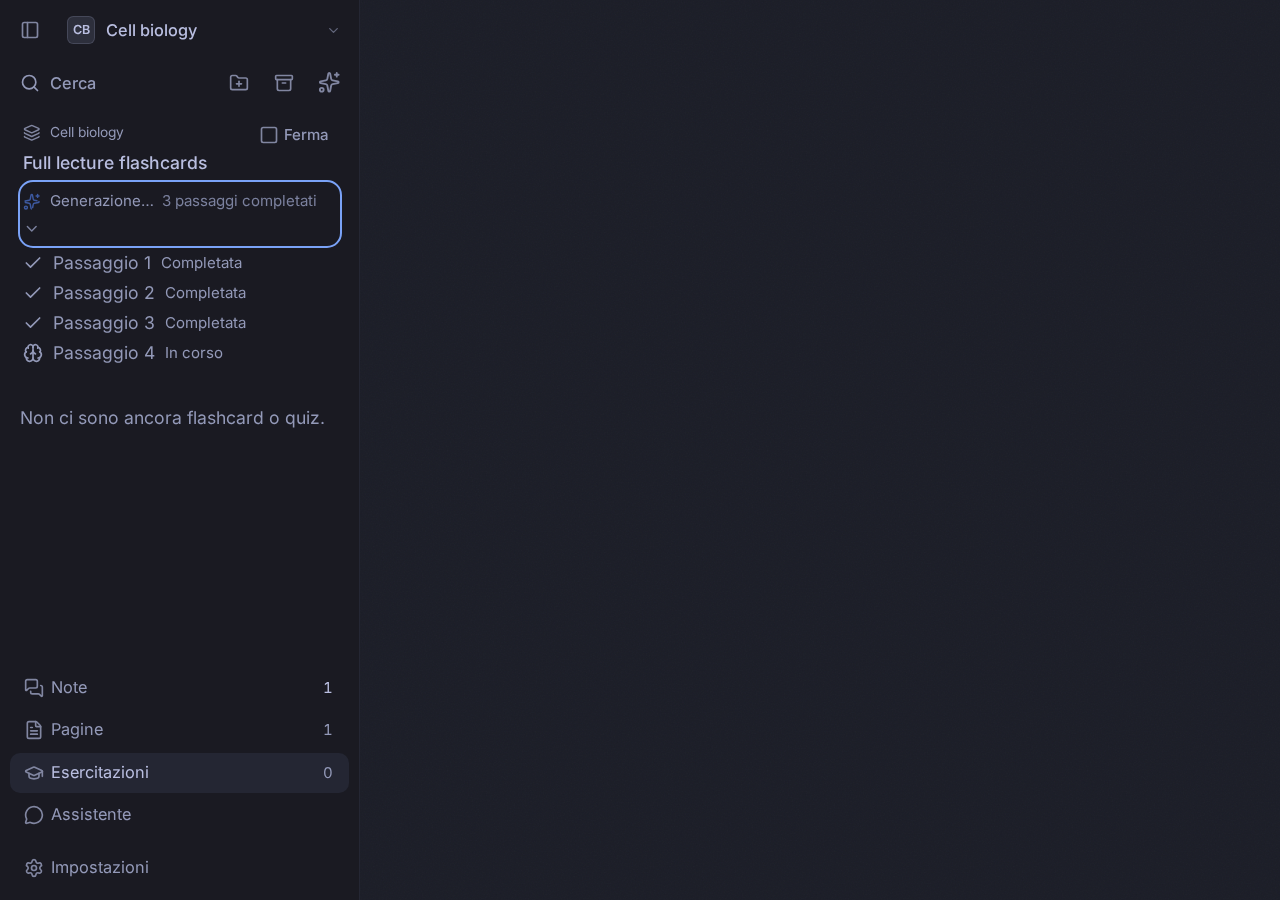 CB Cell biology
Cerca
Cell biology
Ferma
Full lecture flashcards
Generazione... 3 passaggi completati
Passaggio 1 Completata
Passaggio 2 Completata
Passaggio 3 Completata
Passaggio 4 In corso
Non ci sono ancora flashcard o quiz.
Note 1
Pagine 1
Esercitazioni 0
Assistente
Impostazioni